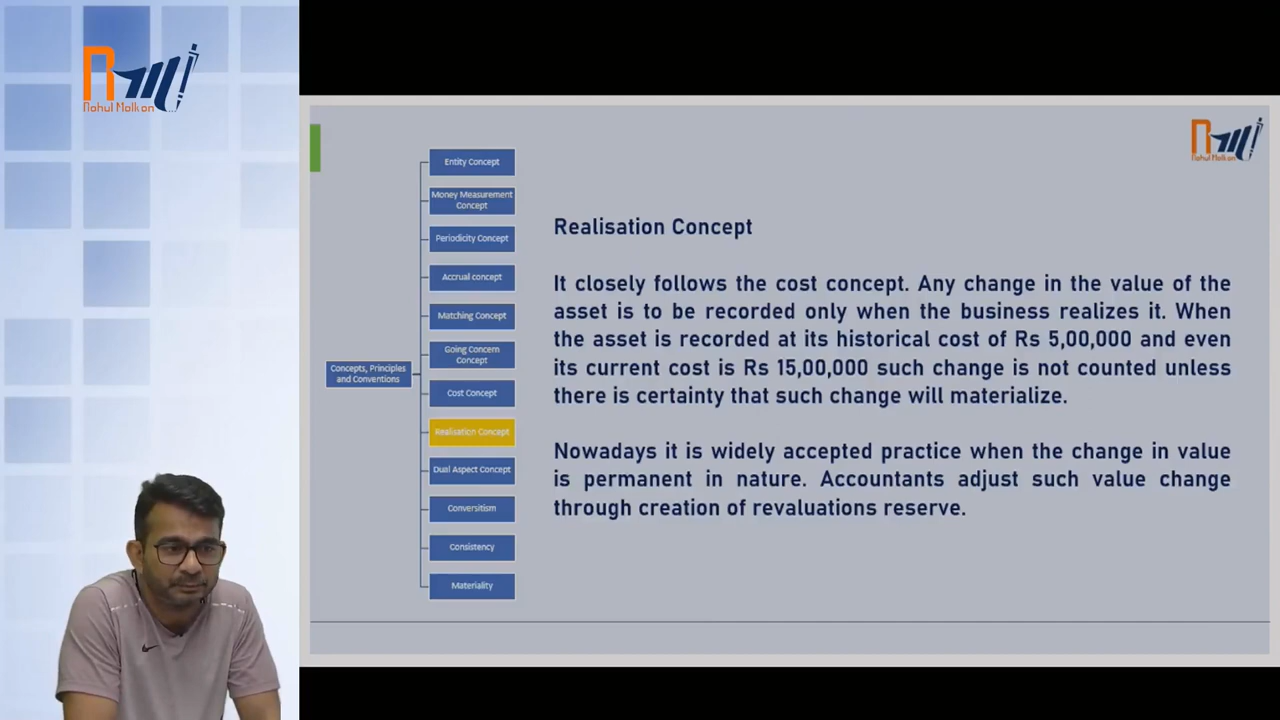 Rahul Malkan
Rahul Malkan
Entity Concept
Money Measurement
Concept
Periodicity Concept
Accrual concept
Matching Concept
Going Concern
Concept
Concepts, Principles
and Conventions
Cost Concept
Realisation Concept
Dual Aspect Concept
Conversitism
Consistency
Materiality
Realisation Concept
It closely follows the cost concept. Any change in the value of the
asset is to be recorded only when the business realizes it. When
the asset is recorded at its historical cost of Rs 5,00,000 and even
its current cost is Rs 15,00,000 such change is not counted unless
there is certainty that such change will materialize.
Nowadays it is widely accepted practice when the change in value
is permanent in nature. Accountants adjust such value change
through creation of revaluations reserve.